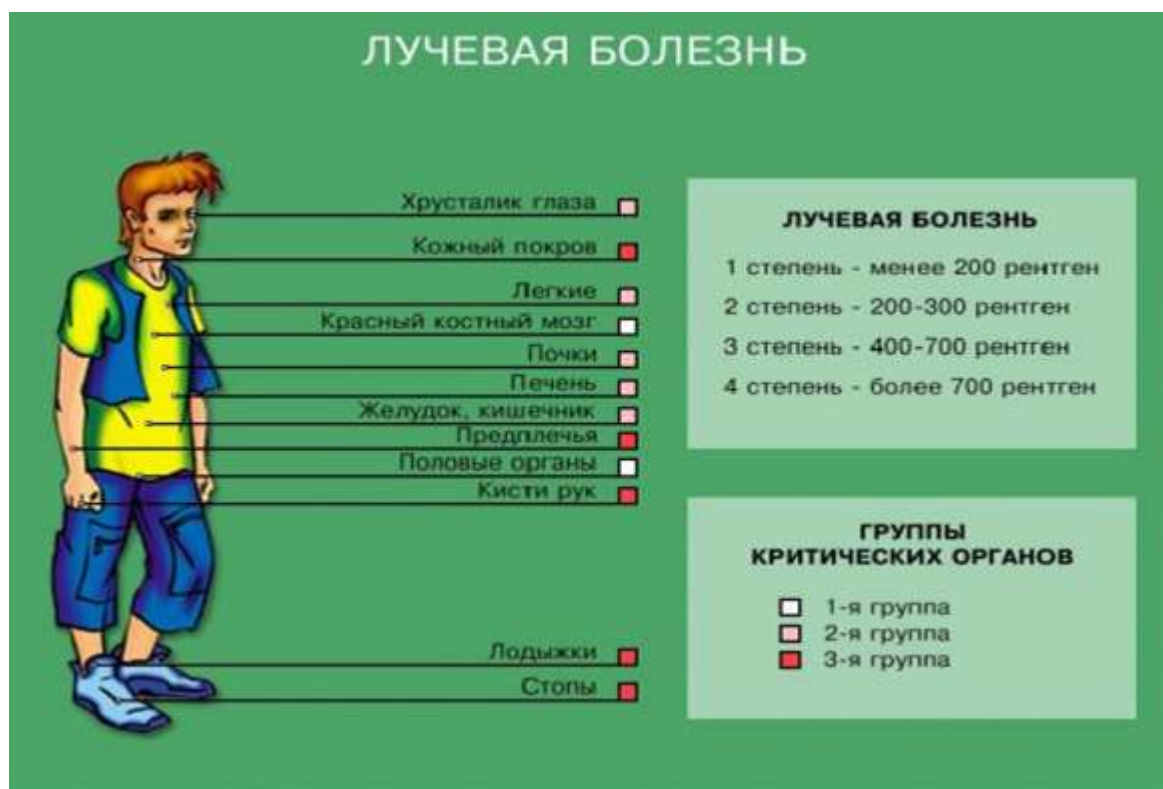 ЛУЧЕВАЯ БОЛЕЗНЬ
Хрусталик глаза
Кожный покров
Легкие
Красный костный мозг
Почки
Печень
Желудок, кишечник
Предплечья
Половые органы
Кисти рук
Лодыжки
Стопы
ЛУЧЕВАЯ БОЛЕЗНЬ
1 степень - менее 200 рентген
2 степень - 200-300 рентген
3 степень - 400-700 рентген
4 степень - более 700 рентген
ГРУППЫ
КРИТИЧЕСКИХ ОРГАНОВ
1-я группа
2-я группа
3-я группа